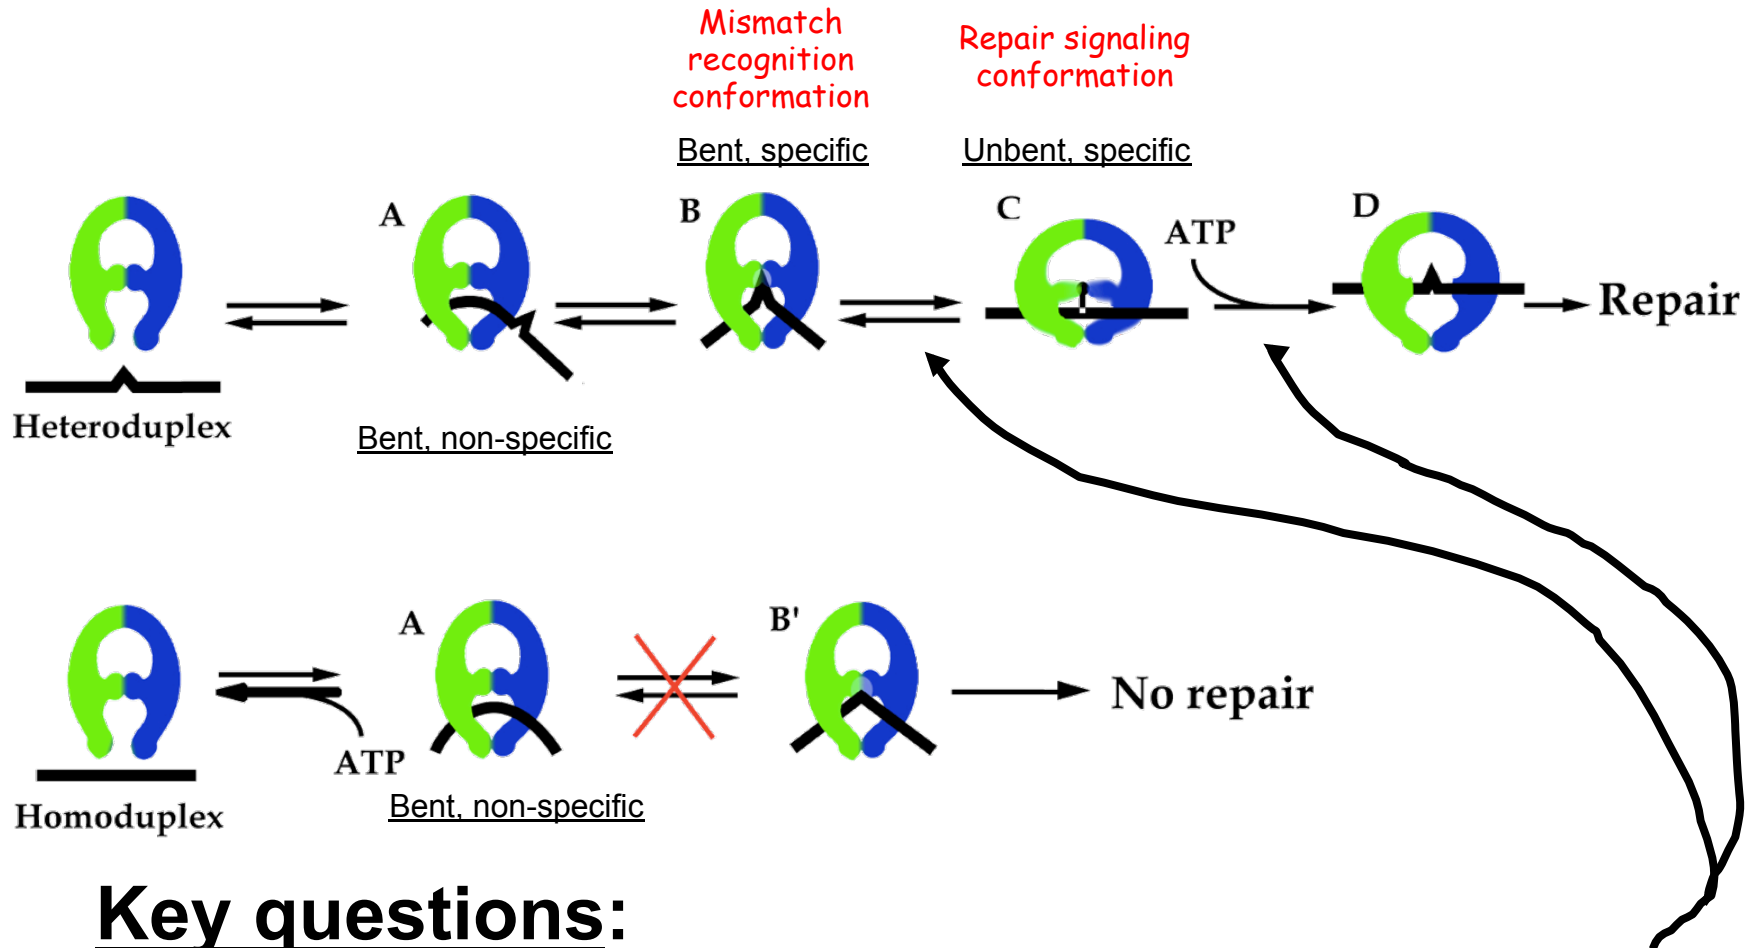 Mismatch
recognition
conformation
Repair signaling
conformation
Bent, specific
Unbent, specific
A
B
C
ATP
D
Repair
Heteroduplex
Bent, non-specific
A
B'
No repair
ATP
Bent, non-specific
Homoduplex
Key questions: